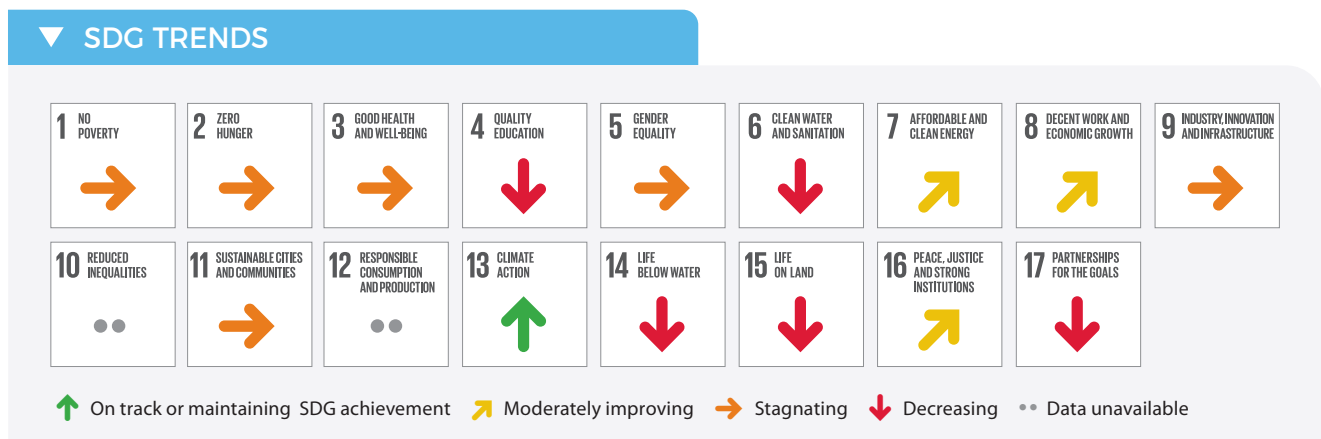 SDG TRENDS
1 NO
POVERTY
2 ZERO
HUNGER
3 GOOD HEALTH
AND WELL-BEING
4 QUALITY
EDUCATION
5 GENDER
EQUALITY
6 CLEAN WATER
AND SANITATION
7 AFFORDABLE AND
CLEAN ENERGY
8 DECENT WORK AND
ECONOMIC GROWTH
9 INDUSTRY, INNOVATION
AND INFRASTRUCTURE
10 REDUCED
INEQUALITIES
11 SUSTAINABLE CITIES
AND COMMUNITIES
12 RESPONSIBLE
CONSUMPTION
AND PRODUCTION
13 CLIMATE
ACTION
14 LIFE
BELOW WATER
15 LIFE
ON LAND
16 PEACE, JUSTICE
AND STRONG
INSTITUTIONS
17 PARTNERSHIPS
FOR THE GOALS
On track or maintaining SDG achievement Moderately improving Stagnating Decreasing Data unavailable